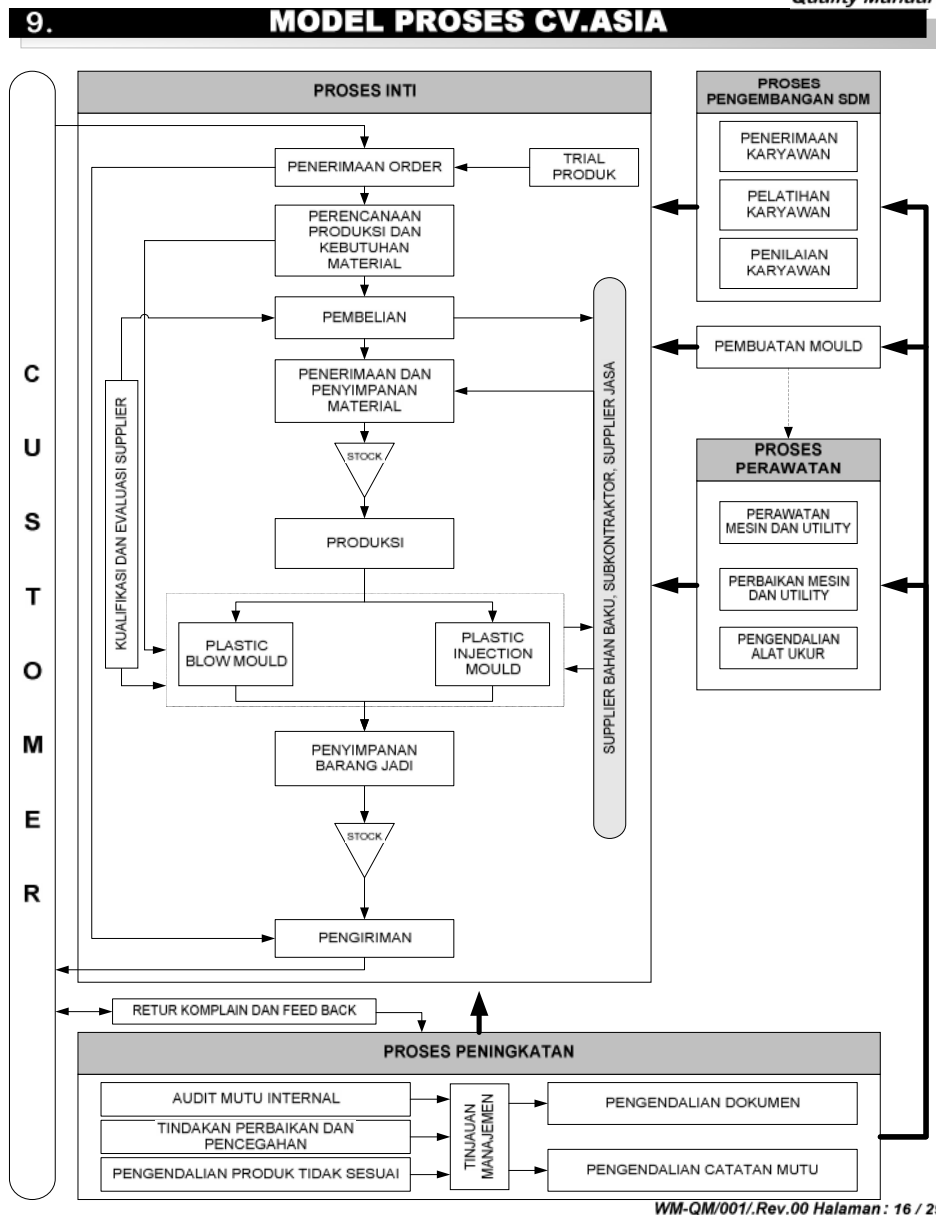 Quality Manual
9. MODEL PROSES CV.ASIA
CUSTOMER
PROSES INTI
PENERIMAAN ORDER
TRIAL
PRODUK
PERENCANAAN
PRODUKSI DAN
KEBUTUHAN
MATERIAL
PEMBELIAN
PENERIMAAN DAN
PENYIMPANAN
MATERIAL
STOCK
PRODUKSI
PLASTIC
BLOW MOULD
PLASTIC
INJECTION
MOULD
PENYIMPANAN
BARANG JADI
STOCK
PENGIRIMAN
KUALIFIKASI DAN EVALUASI SUPPLIER
SUPPLIER BAHAN BAKU, SUBKONTRAKTOR, SUPPLIER JASA
PROSES
PENGEMBANGAN SDM
PENERIMAAN
KARYAWAN
PELATIHAN
KARYAWAN
PENILAIAN
KARYAWAN
PEMBUATAN MOULD
PROSES
PERAWATAN
PERAWATAN
MESIN DAN UTILITY
PERBAIKAN MESIN
DAN UTILITY
PENGENDALIAN
ALAT UKUR
RETUR KOMPLAIN DAN FEED BACK
PROSES PENINGKATAN
AUDIT MUTU INTERNAL
TINDAKAN PERBAIKAN DAN
PENCEGAHAN
PENGENDALIAN PRODUK TIDAK SESUAI
TINJAUAN
MANAJEMEN
PENGENDALIAN DOKUMEN
PENGENDALIAN CATATAN MUTU
WM-QM/001/.Rev.00 Halaman: 16 /